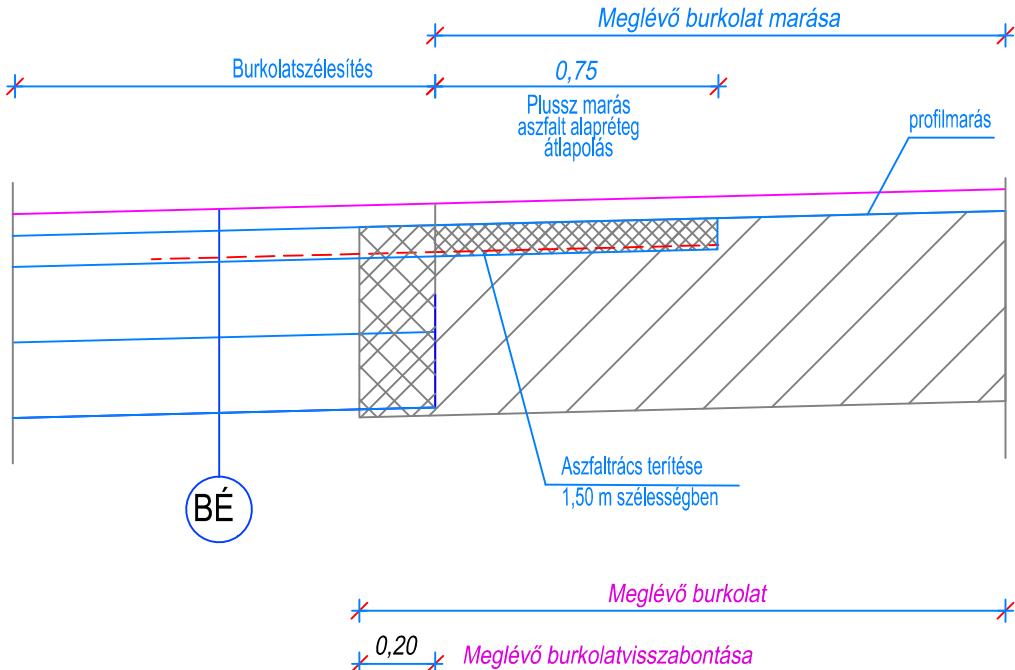 Meglévő burkolat marása
Burkolatszélesítés
0,75
Plussz marás
aszfalt alapréteg
átlapolás
profilmarás
Aszfaltrács terítése
1,50 m szélességben
BÉ
Meglévő burkolat
0,20
Meglévő burkolatvisszabontása